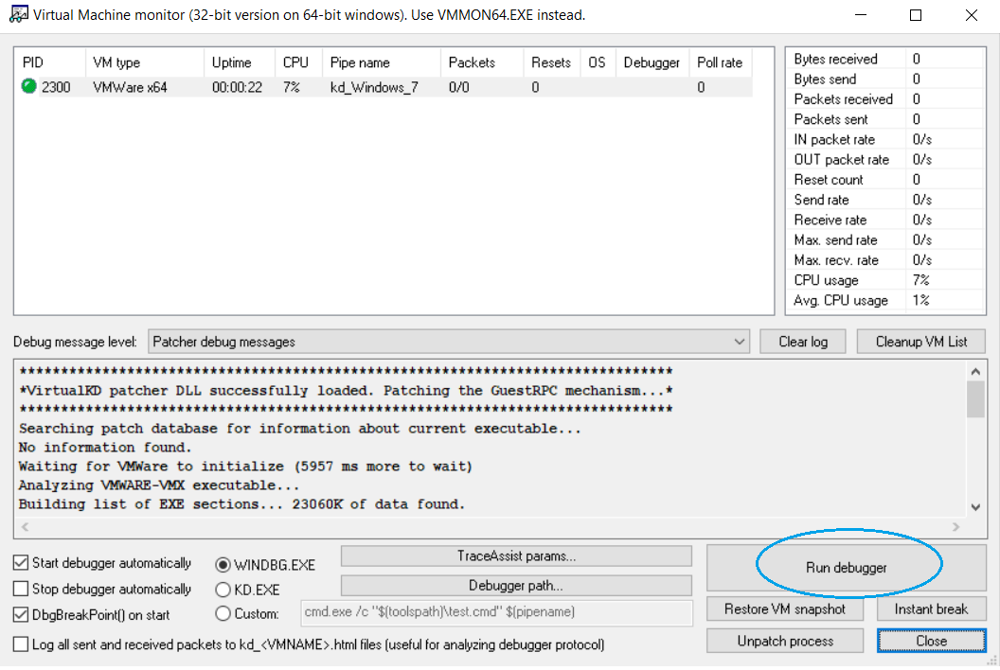 Virtual Machine monitor (32-bit version on 64-bit windows). Use VMMON64.EXE instead.
PID VM type Uptime CPU Pipe name Packets Resets OS Debugger Poll rate
2300 VMWare x64 00:00:22 7% kd_Windows_7 0/0 0 0
Bytes received 0
Bytes send 0
Packets received 0
Packets sent 0
IN packet rate 0/s
OUT packet rate 0/s
Reset count 0
Send rate 0/s
Receive rate 0/s
Max. send rate 0/s
Max. recv. rate 0/s
CPU usage 7%
Avg. CPU usage 1%
Debug message level: Patcher debug messages Clear log Cleanup VM List
******************************************************************************
*VirtualKD patcher DLL successfully loaded. Patching the GuestRPC mechanism...*
******************************************************************************
Searching patch database for information about current executable...
No information found.
Waiting for VMWare to initialize (5957 ms more to wait)
Analyzing VMWARE-VMX executable...
Building list of EXE sections... 23060K of data found.
Start debugger automatically WINDBG.EXE TraceAssist params... Run debugger
Stop debugger automatically KD.EXE Debugger path...
DbgBreakPoint() on start Custom: cmd.exe /c "$(toolspath)\test.cmd" $(pipename) Restore VM snapshot Instant break
Log all sent and received packets to kd_<VMNAME>.html files (useful for analyzing debugger protocol) Unpatch process Close